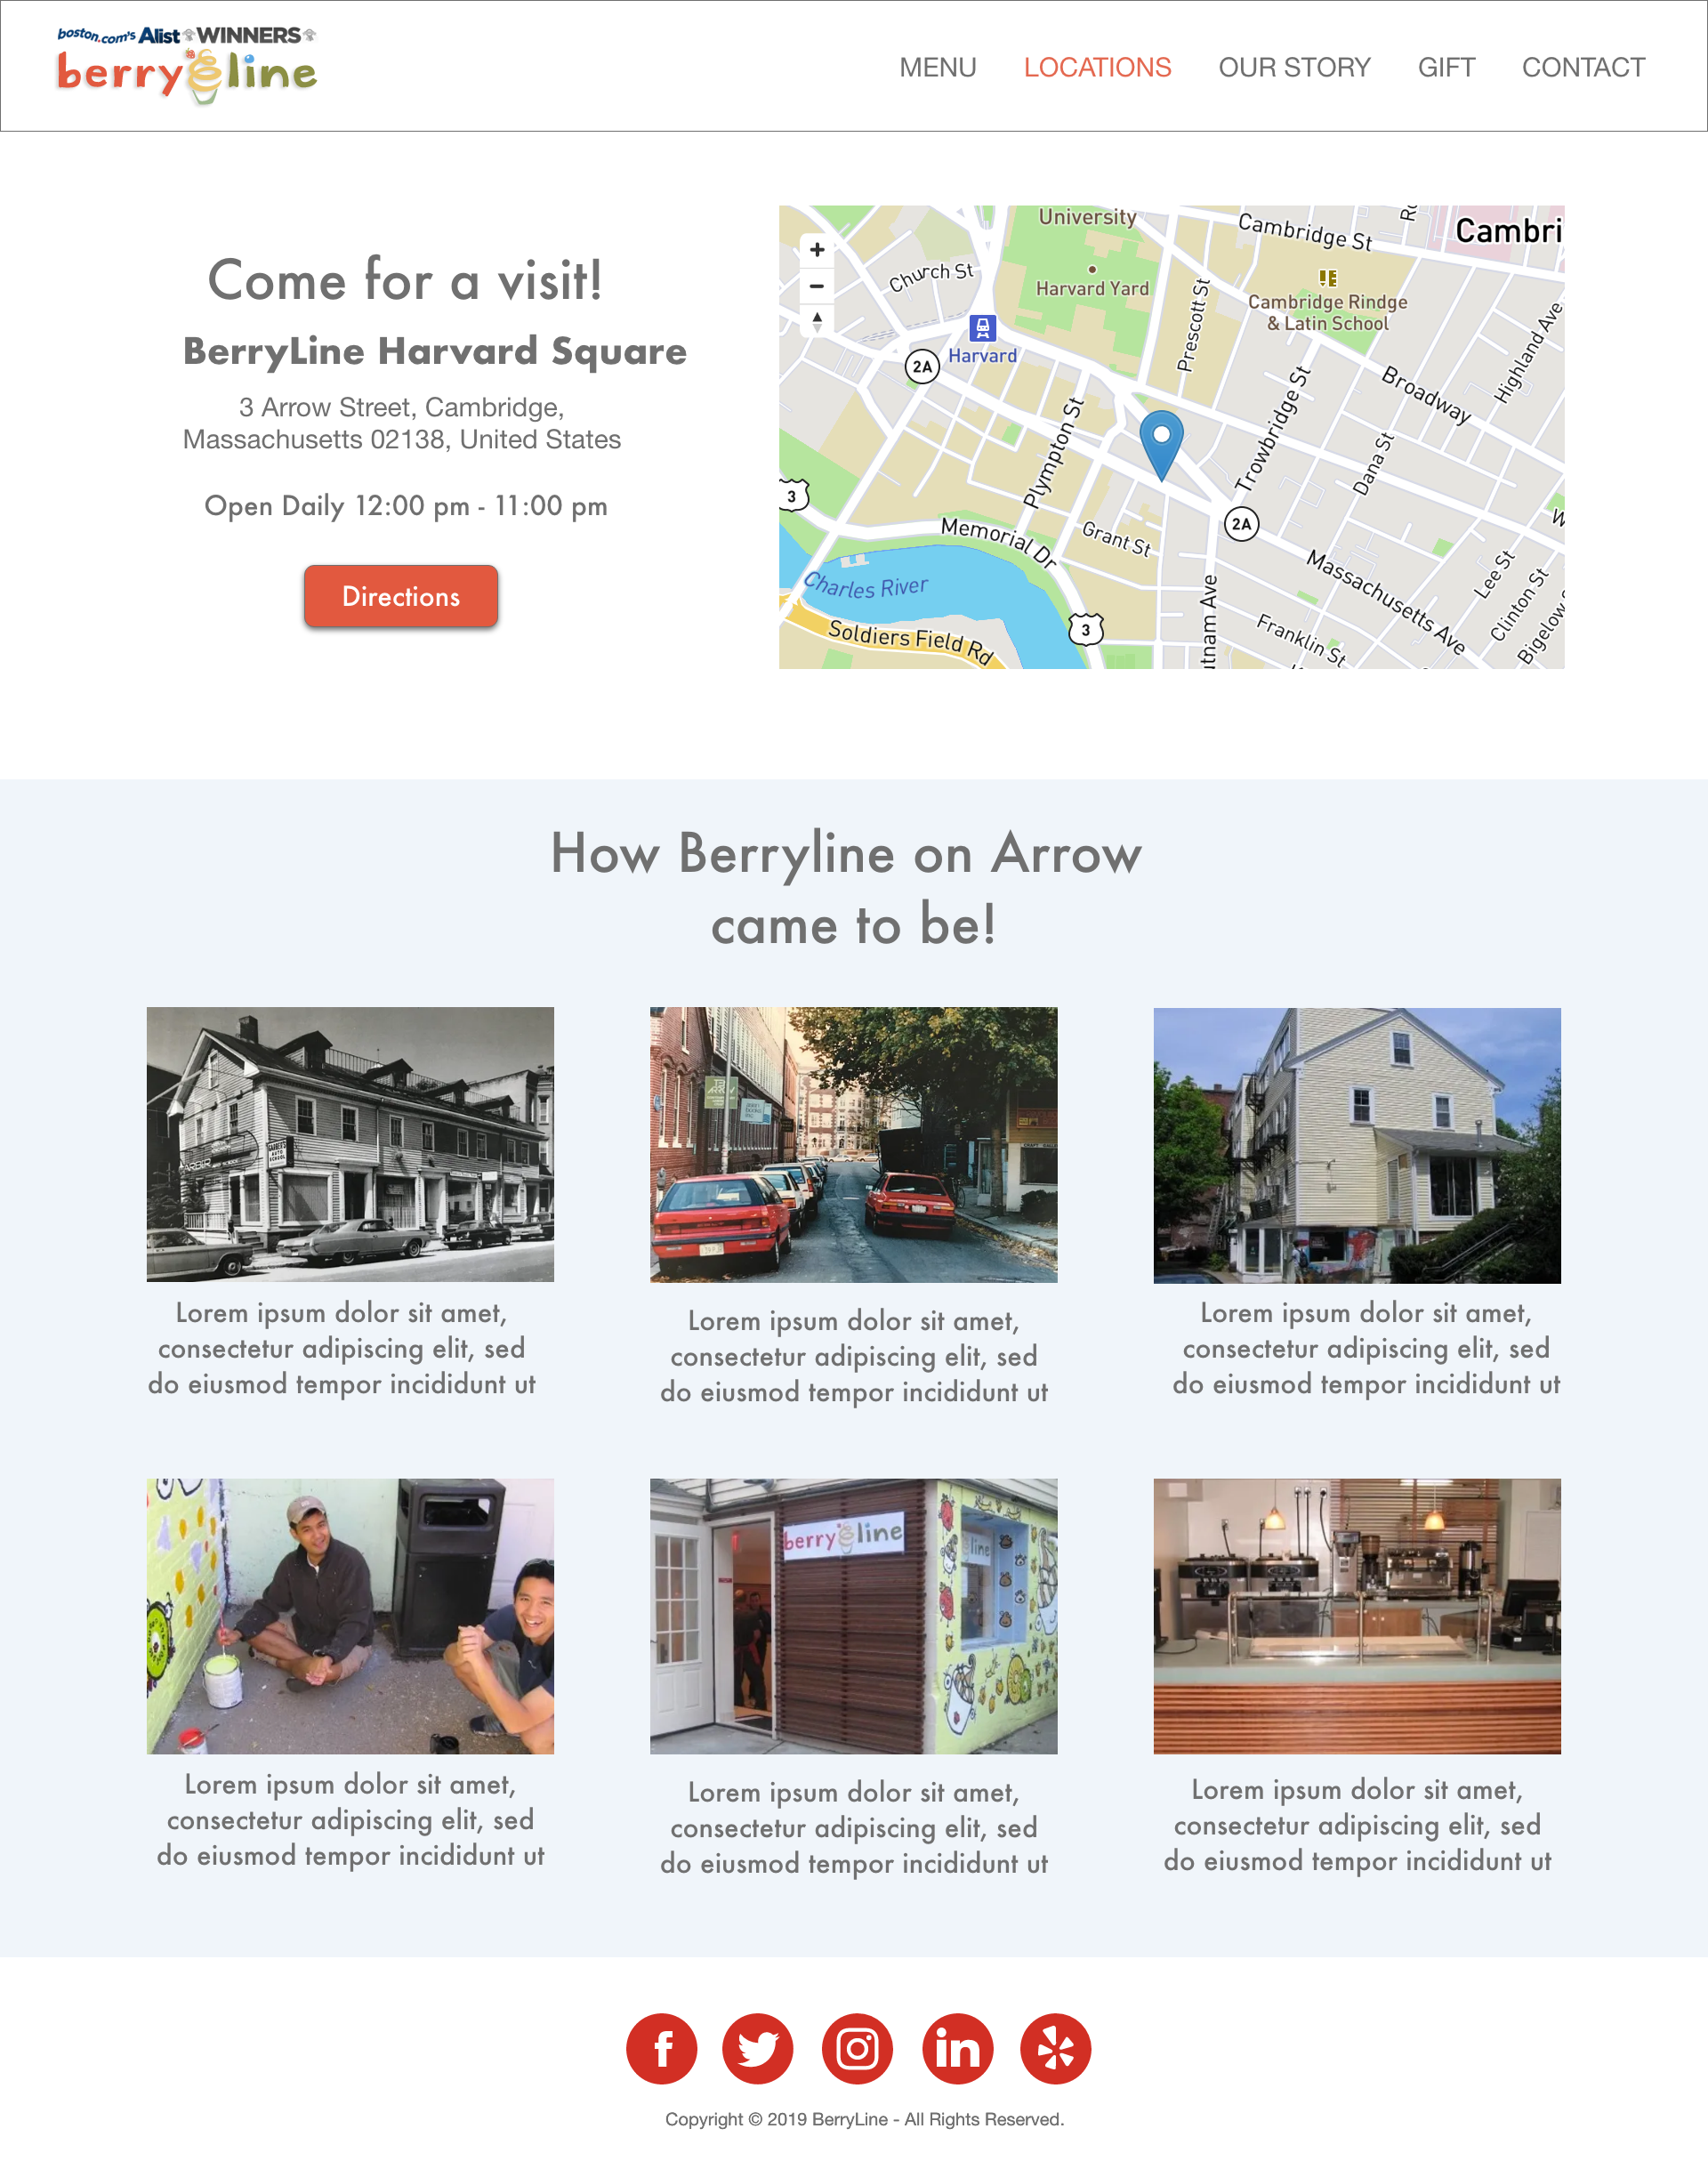 boston.com's Alist WINNERS
berryline
MENU LOCATIONS OUR STORY GIFT CONTACT
Come for a visit!
BerryLine Harvard Square
3 Arrow Street, Cambridge,
Massachusetts 02138, United States
Open Daily 12:00 pm - 11:00 pm
Directions
University
Cambridge St
Cambri
Church St
Harvard Yard
Prescott St
Cambridge Rindge
& Latin School
Highland Ave
Harvard
2A
Broadway
Plympton St
Trowbridge St
Dana St
3
2A
Memorial Dr
Grant St
Charles River
Massachusetts Ave
Lee St
Clinton St
Bigelow
Soldiers Field Rd
3
tnam Ave
Franklin St
How Berryline on Arrow
came to be!
Lorem ipsum dolor sit amet,
consectetur adipiscing elit, sed
do eiusmod tempor incididunt ut
Lorem ipsum dolor sit amet,
consectetur adipiscing elit, sed
do eiusmod tempor incididunt ut
Lorem ipsum dolor sit amet,
consectetur adipiscing elit, sed
do eiusmod tempor incididunt ut
berryline
line
Lorem ipsum dolor sit amet,
consectetur adipiscing elit, sed
do eiusmod tempor incididunt ut
Lorem ipsum dolor sit amet,
consectetur adipiscing elit, sed
do eiusmod tempor incididunt ut
Lorem ipsum dolor sit amet,
consectetur adipiscing elit, sed
do eiusmod tempor incididunt ut
Copyright © 2019 BerryLine - All Rights Reserved.